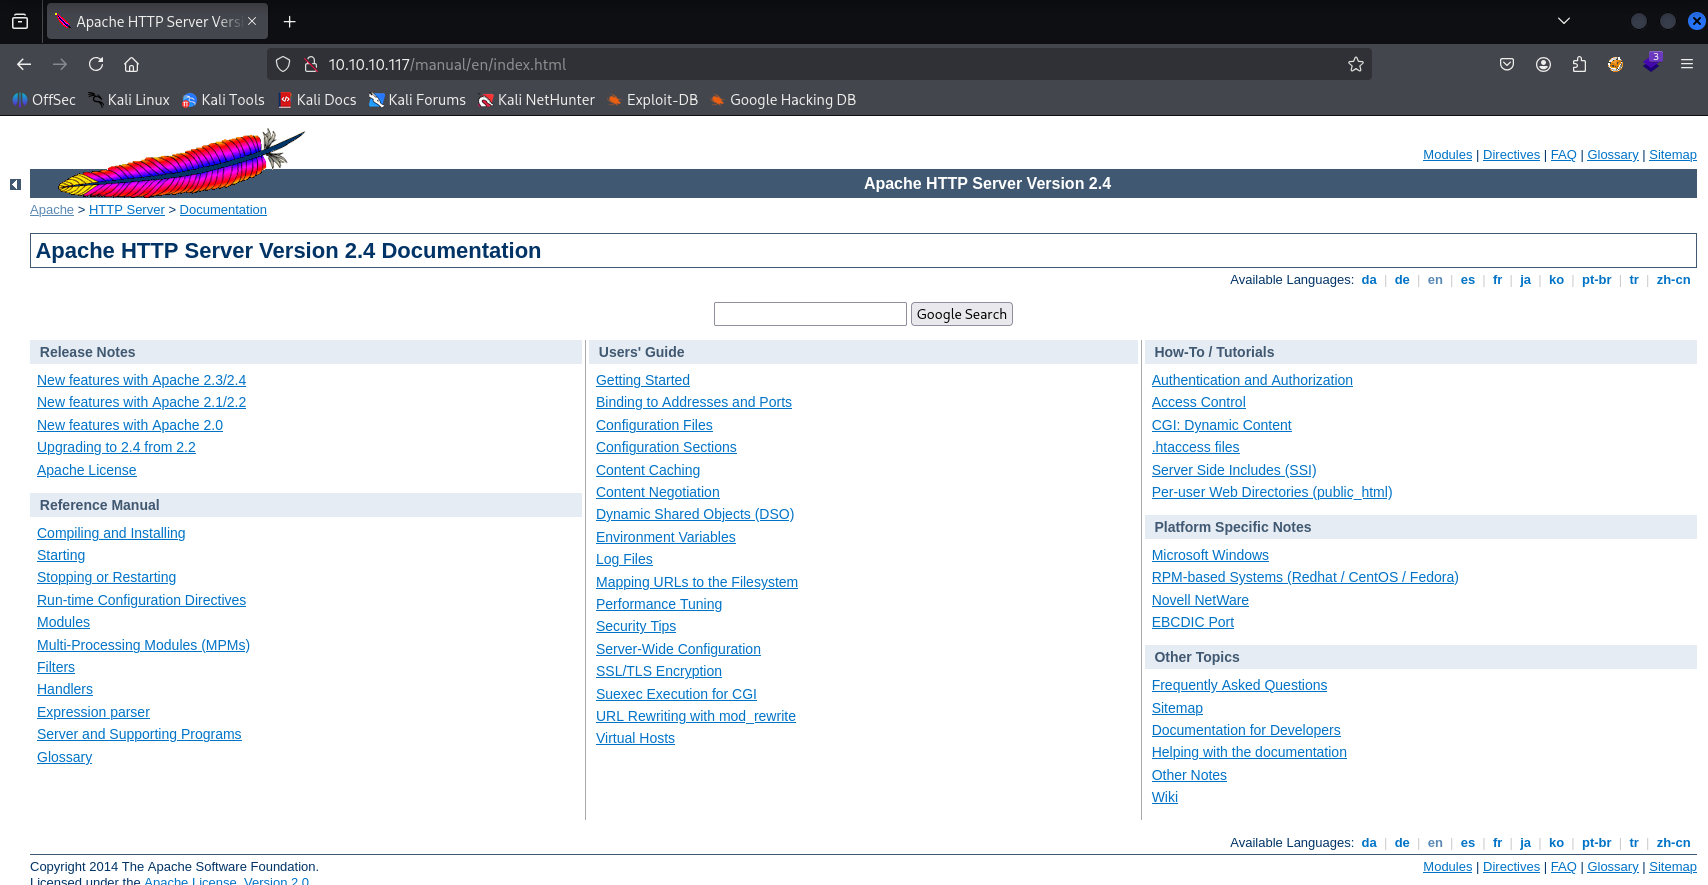 Apache HTTP Server Vers
10.10.10.117/manual/en/index.html
3
OffSec Kali Linux Kali Tools Kali Docs Kali Forums Kali NetHunter Exploit-DB Google Hacking DB
Modules | Directives | FAQ | Glossary | Sitemap
Apache HTTP Server Version 2.4
Apache > HTTP Server > Documentation
Apache HTTP Server Version 2.4 Documentation
Available Languages: da | de | en | es | fr | ja | ko | pt-br | tr | zh-cn
Google Search
Release Notes
New features with Apache 2.3/2.4
New features with Apache 2.1/2.2
New features with Apache 2.0
Upgrading to 2.4 from 2.2
Apache License
Reference Manual
Compiling and Installing
Starting
Stopping or Restarting
Run-time Configuration Directives
Modules
Multi-Processing Modules (MPMs)
Filters
Handlers
Expression parser
Server and Supporting Programs
Glossary
Users' Guide
Getting Started
Binding to Addresses and Ports
Configuration Files
Configuration Sections
Content Caching
Content Negotiation
Dynamic Shared Objects (DSO)
Environment Variables
Log Files
Mapping URLs to the Filesystem
Performance Tuning
Security Tips
Server-Wide Configuration
SSL/TLS Encryption
Suexec Execution for CGI
URL Rewriting with mod_rewrite
Virtual Hosts
How-To / Tutorials
Authentication and Authorization
Access Control
CGI: Dynamic Content
.htaccess files
Server Side Includes (SSI)
Per-user Web Directories (public_html)
Platform Specific Notes
Microsoft Windows
RPM-based Systems (Redhat / CentOS / Fedora)
Novell NetWare
EBCDIC Port
Other Topics
Frequently Asked Questions
Sitemap
Documentation for Developers
Helping with the documentation
Other Notes
Wiki
Available Languages: da | de | en | es | fr | ja | ko | pt-br | tr | zh-cn
Copyright 2014 The Apache Software Foundation.
Modules | Directives | FAQ | Glossary | Sitemap
Licensed under the Apache License, Version 2.0.